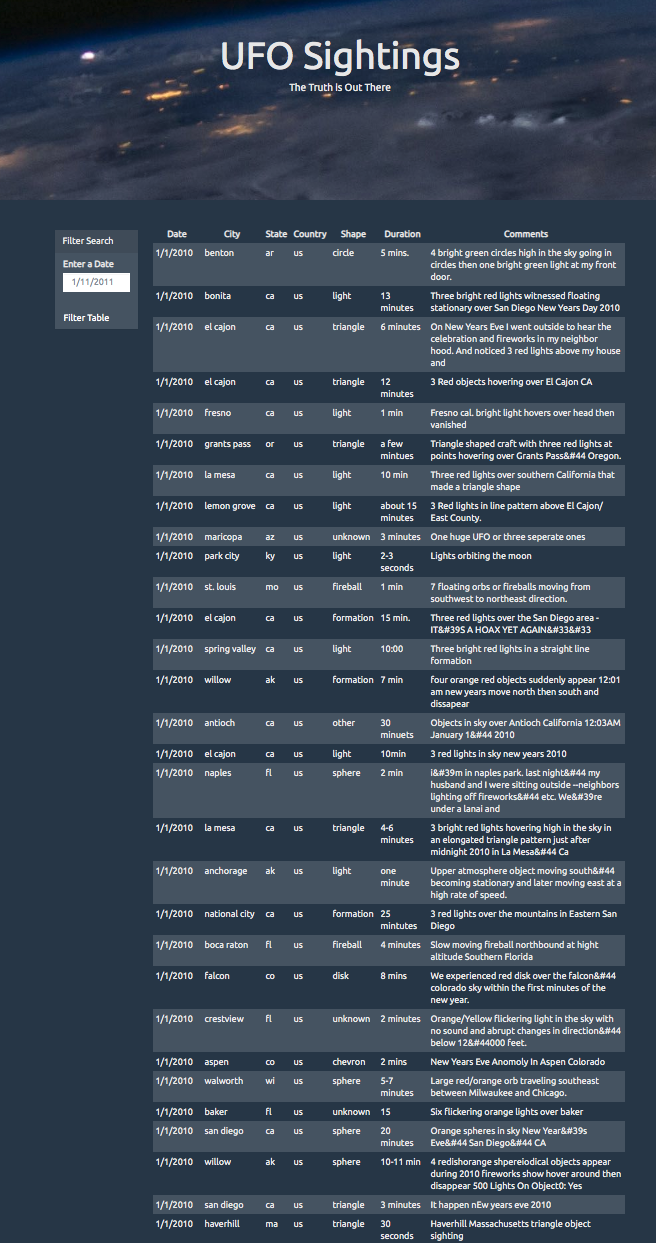 UFO Sightings
The Truth is Out There
Filter Search
Enter a Date
1/11/2011
Filter Table
Date City State Country Shape Duration Comments
1/1/2010 benton ar us circle 5 mins. 4 bright green circles high in the sky going in
circles then one bright green light at my front
door.
1/1/2010 bonita ca us light 13 Three bright red lights witnessed floating
minutes stationary over San Diego New Years Day 2010
1/1/2010 el cajon ca us triangle 6 minutes On New Years Eve I went outside to hear the
celebration and fireworks in my neighbor
hood. And noticed 3 red lights above my house
and
1/1/2010 el cajon ca us triangle 12 3 Red objects hovering over El Cajon CA
minutes
1/1/2010 fresno ca us light 1 min Fresno cal. bright light hovers over head then
vanished
1/1/2010 grants pass or us triangle a few Triangle shaped craft with three red lights at
mintues points hovering over Grants Pass&#44 Oregon.
1/1/2010 la mesa ca us light 10 min Three red lights over southern California that
made a triangle shape
1/1/2010 lemon grove ca us light about 15 3 Red lights in line pattern above El Cajon/
minutes East County.
1/1/2010 maricopa az us unknown 3 minutes One huge UFO or three seperate ones
1/1/2010 park city ky us light 2-3 Lights orbiting the moon
seconds
1/1/2010 st. louis mo us fireball 1 min 7 floating orbs or fireballs moving from
southwest to northeast direction.
1/1/2010 el cajon ca us formation 15 min. Three red lights over the San Diego area -
IT&#39S A HOAX YET AGAIN&#33&#33
1/1/2010 spring valley ca us light 10:00 Three bright red lights in a straight line
formation
1/1/2010 willow ak us formation 7 min four orange red objects suddenly appear 12:01
am new years move north then south and
dissapear
1/1/2010 antioch ca us other 30 Objects in sky over Antioch California 12:03AM
minuets January 1&#44 2010
1/1/2010 el cajon ca us light 10min 3 red lights in sky new years 2010
1/1/2010 naples fl us sphere 2 min i&#39m in naples park. last night&#44 my
husband and I were sitting outside --neighbors
lighting off fireworks&#44 etc. We&#39re
under a lanai and
1/1/2010 la mesa ca us triangle 4-6 3 bright red lights hovering high in the sky in
minutes an elongated triangle pattern just after
midnight 2010 in La Mesa&#44 Ca
1/1/2010 anchorage ak us light one Upper atmosphere object moving south&#44
minute becoming stationary and later moving east at a
high rate of speed.
1/1/2010 national city ca us formation 25 3 red lights over the mountains in Eastern San
mintutes Diego
1/1/2010 boca raton fl us fireball 4 minutes Slow moving fireball northbound at hight
altitude Southern Florida
1/1/2010 falcon co us disk 8 mins We experienced red disk over the falcon&#44
colorado sky within the first minutes of the
new year.
1/1/2010 crestview fl us unknown 2 minutes Orange/Yellow flickering light in the sky with
no sound and abrupt changes in direction&#44
below 12&#44000 feet.
1/1/2010 aspen co us chevron 2 mins New Years Eve Anomoly In Aspen Colorado
1/1/2010 walworth wi us sphere 5-7 Large red/orange orb traveling southeast
minutes between Milwaukee and Chicago.
1/1/2010 baker fl us unknown 15 Six flickering orange lights over baker
1/1/2010 san diego ca us sphere 20 Orange spheres in sky New Year&#39s
minutes Eve&#44 San Diego&#44 CA
1/1/2010 willow ak us sphere 10-11 min 4 redishorange shpereiodical objects appear
during 2010 fireworks show hover around then
disappear 500 Lights On Object0: Yes
1/1/2010 san diego ca us triangle 3 minutes It happen nEw years eve 2010
1/1/2010 haverhill ma us triangle 30 Haverhill Massachusetts triangle object
seconds sighting